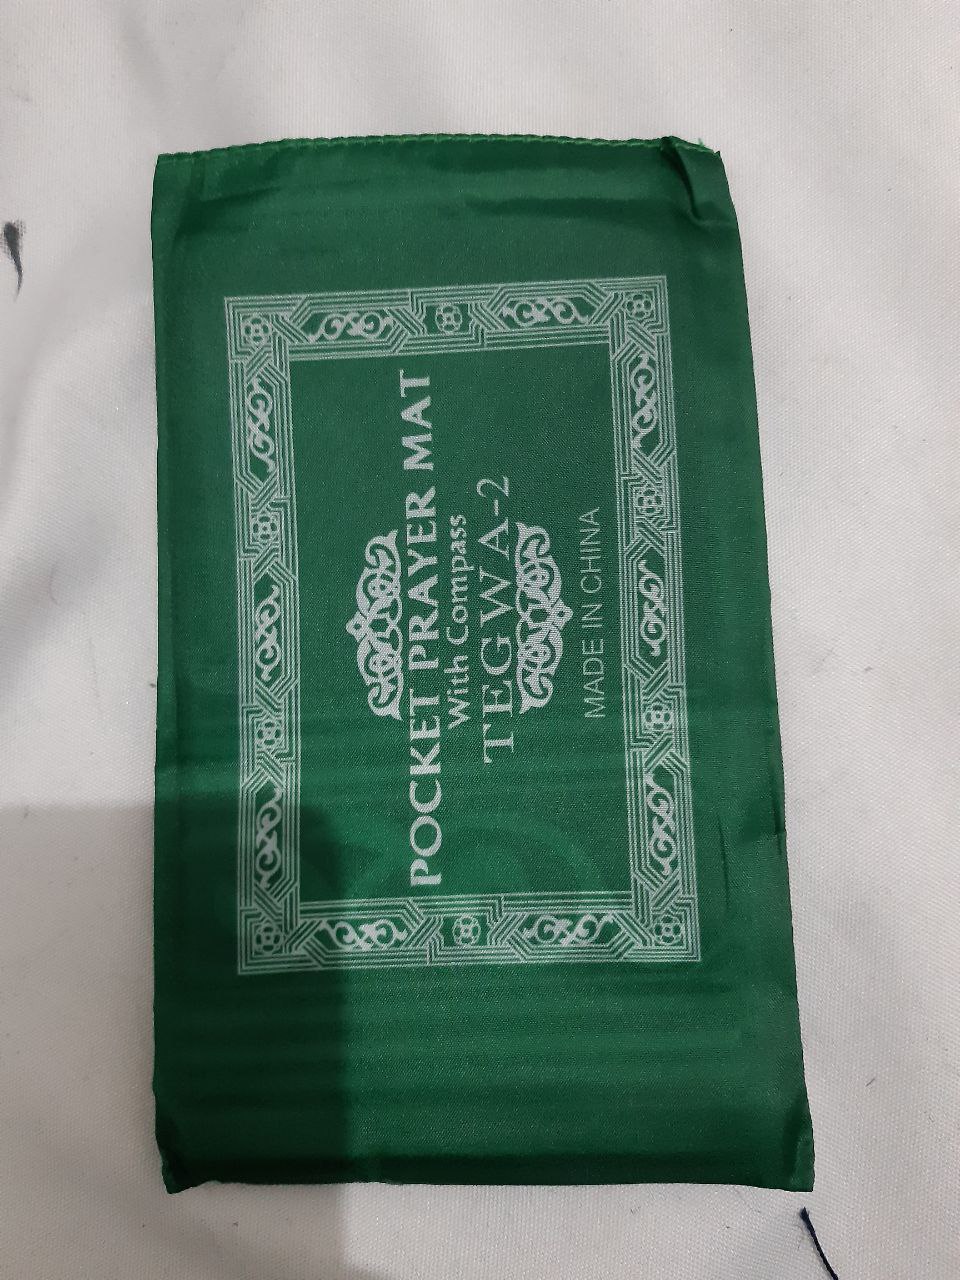 POCKET PRAYER MAT
With Compass
TEGWA-2
MADE IN CHINA